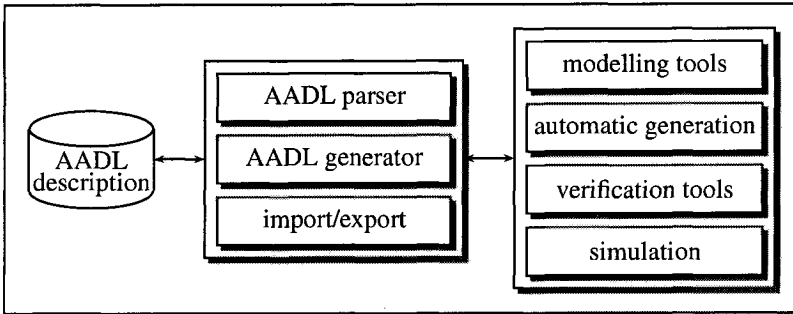 AADL
description
AADL parser
AADL generator
import/export
modelling tools
automatic generation
verification tools
simulation